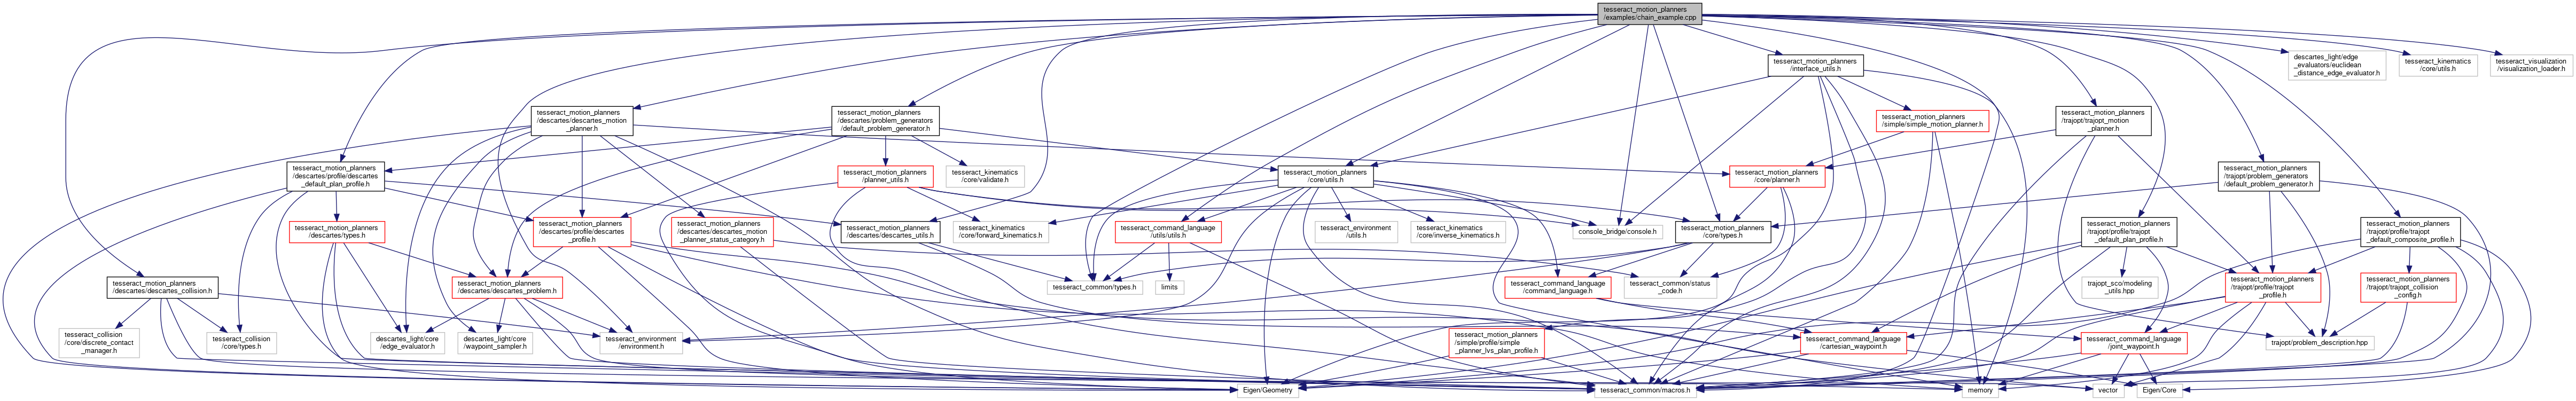 tesseract_motion_planners
/examples/chain_example.cpp
tesseract_motion_planners
/interface_utils.h
descartes_light/edge
_evaluators/euclidean
_distance_edge_evaluator.h
tesseract_kinematics
/core/utils.h
tesseract_visualization
/visualization_loader.h
tesseract_motion_planners
/descartes/descartes_motion
_planner.h
tesseract_motion_planners
/descartes/problem_generators
/default_problem_generator.h
tesseract_motion_planners
/simple/simple_motion_planner.h
tesseract_motion_planners
/trajopt/trajopt_motion
_planner.h
tesseract_motion_planners
/descartes/profile/descartes
_default_plan_profile.h
tesseract_motion_planners
/planner_utils.h
tesseract_kinematics
/core/validate.h
tesseract_motion_planners
/core/utils.h
tesseract_motion_planners
/core/planner.h
tesseract_motion_planners
/trajopt/problem_generators
/default_problem_generator.h
tesseract_motion_planners
/descartes/types.h
tesseract_motion_planners
/descartes/profile/descartes
_profile.h
tesseract_motion_planners
/descartes/descartes_motion
_planner_status_category.h
tesseract_motion_planners
/descartes/descartes_utils.h
tesseract_kinematics
/core/forward_kinematics.h
tesseract_command_language
/utils/utils.h
tesseract_environment
/utils.h
tesseract_kinematics
/core/inverse_kinematics.h
console_bridge/console.h
tesseract_motion_planners
/core/types.h
tesseract_motion_planners
/trajopt/profile/trajopt
_default_plan_profile.h
tesseract_motion_planners
/trajopt/profile/trajopt
_default_composite_profile.h
tesseract_motion_planners
/descartes/descartes_collision.h
tesseract_motion_planners
/descartes/descartes_problem.h
tesseract_common/types.h
limits
tesseract_command_language
/command_language.h
tesseract_common/status
_code.h
trajopt_sco/modeling
_utils.hpp
tesseract_motion_planners
/trajopt/profile/trajopt
_profile.h
tesseract_motion_planners
/trajopt/trajopt_collision
_config.h
tesseract_collision
/core/discrete_contact
_manager.h
tesseract_collision
/core/types.h
descartes_light/core
/edge_evaluator.h
descartes_light/core
/waypoint_sampler.h
tesseract_environment
/environment.h
tesseract_motion_planners
/simple/profile/simple
_planner_lvs_plan_profile.h
tesseract_command_language
/cartesian_waypoint.h
tesseract_command_language
/joint_waypoint.h
trajopt/problem_description.hpp
Eigen/Geometry
tesseract_common/macros.h
memory
vector
Eigen/Core